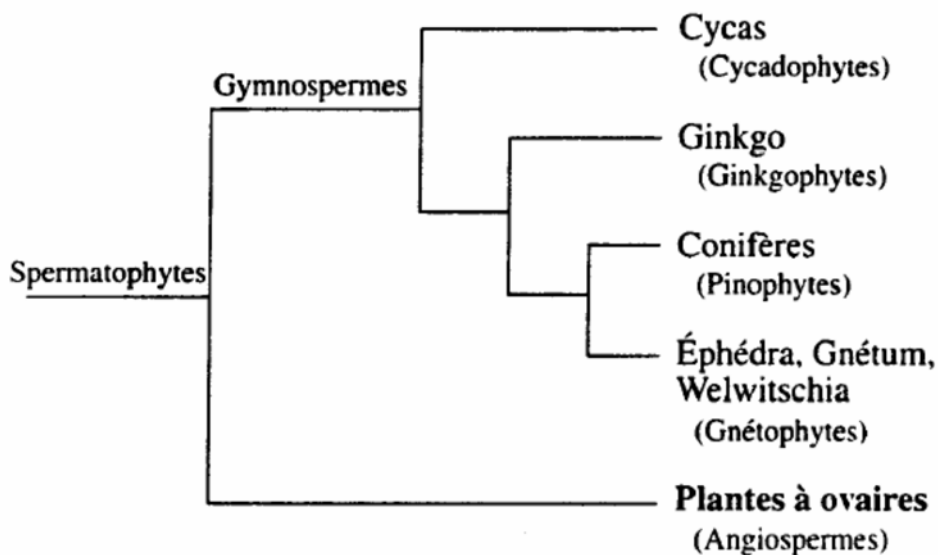 Cycas
(Cycadophytes)
Gymnospermes
Ginkgo
(Ginkgophytes)
Conifères
(Pinophytes)
Spermatophytes
Éphédra, Gnétum,
Welwitschia
(Gnétophytes)
Plantes à ovaires
(Angiospermes)